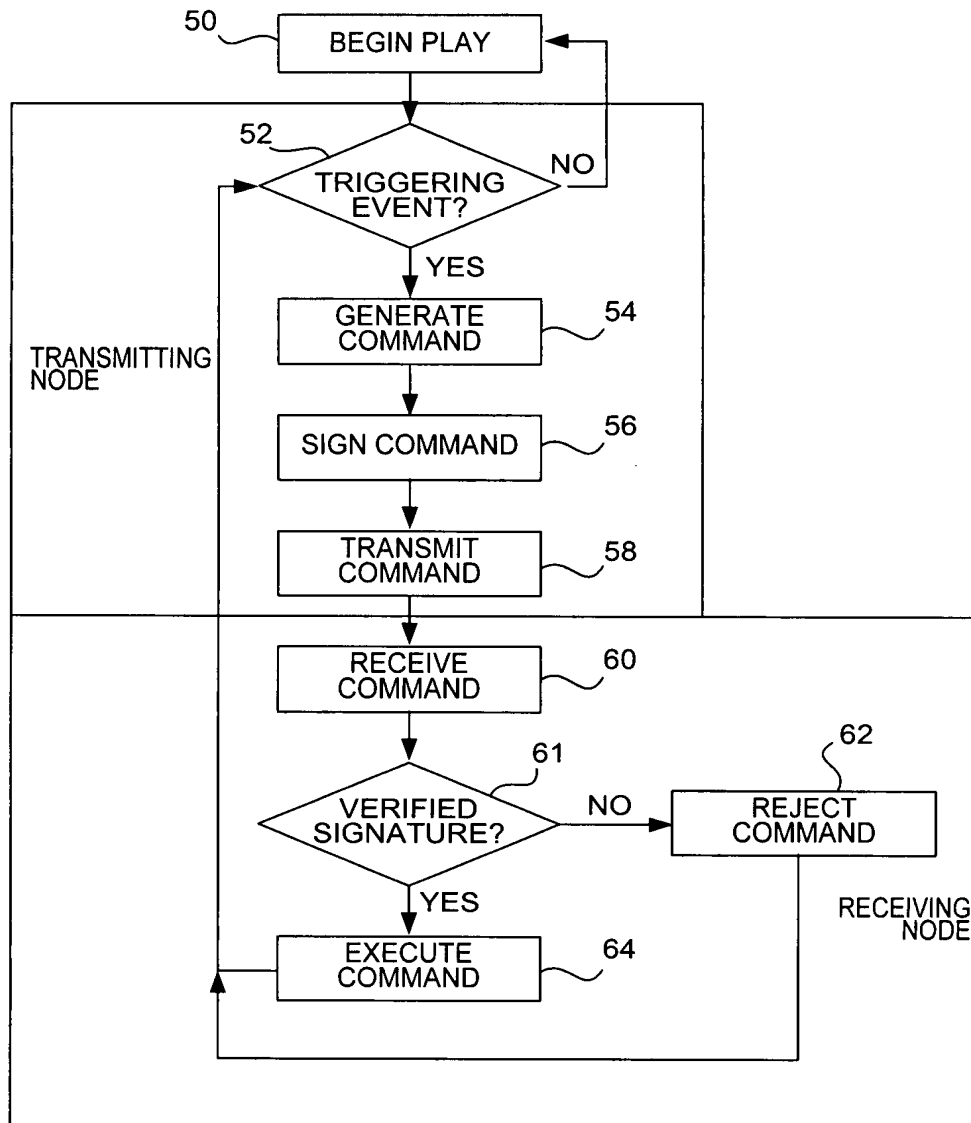 50
BEGIN PLAY
52
TRIGGERING
EVENT?
NO
YES
GENERATE
COMMAND
54
TRANSMITTING
NODE
SIGN COMMAND
56
TRANSMIT
COMMAND
58
RECEIVE
COMMAND
60
61
VERIFIED
SIGNATURE?
NO
62
REJECT
COMMAND
YES
RECEIVING
NODE
EXECUTE
COMMAND
64